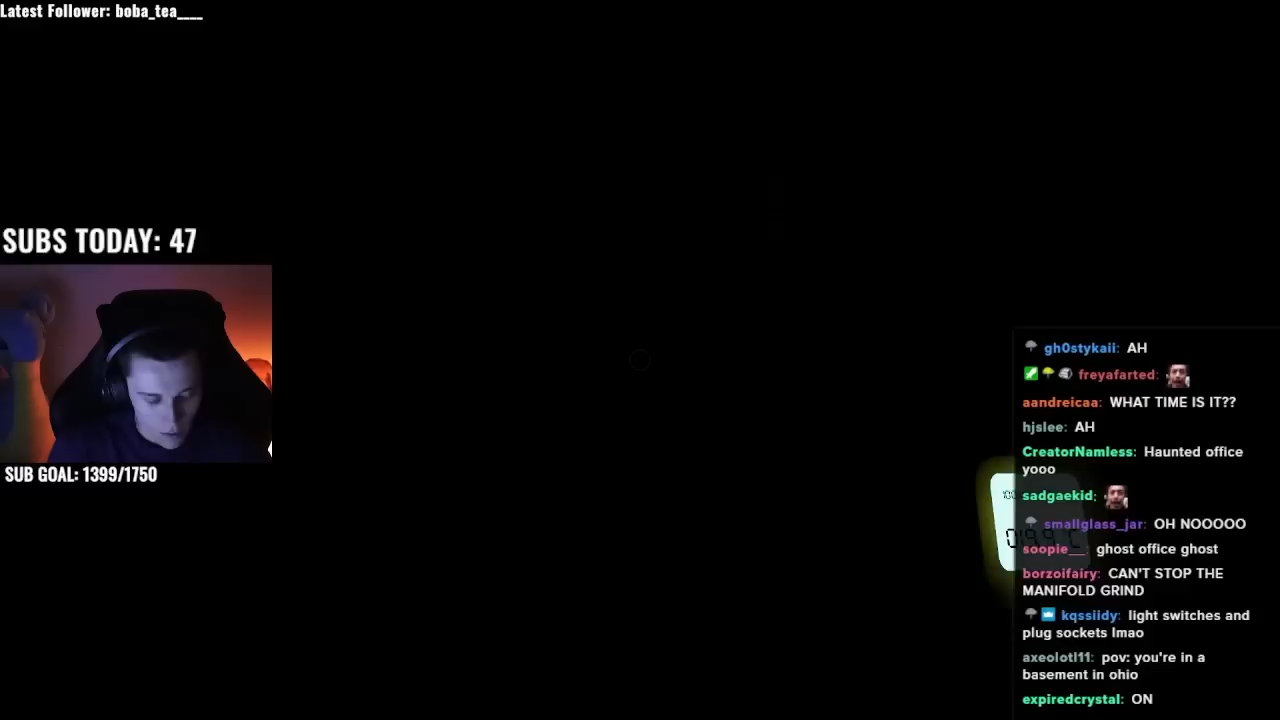 Latest Follower: boba_tea____
SUBS TODAY: 47
SUB GOAL: 1399/1750
gh0stykaii: AH
freyafarted:
aandreicaa: WHAT TIME IS IT??
hjslee: AH
CreatorNamless: Haunted office
yooo
sadgaekid:
smallglass_jar: OH NOOOOO
soopie__: ghost office ghost
borzoifairy: CAN'T STOP THE
MANIFOLD GRIND
kqssiidy: light switches and
plug sockets lmao
axeolotl11: pov: you're in a
basement in ohio
expiredcrystal: ON